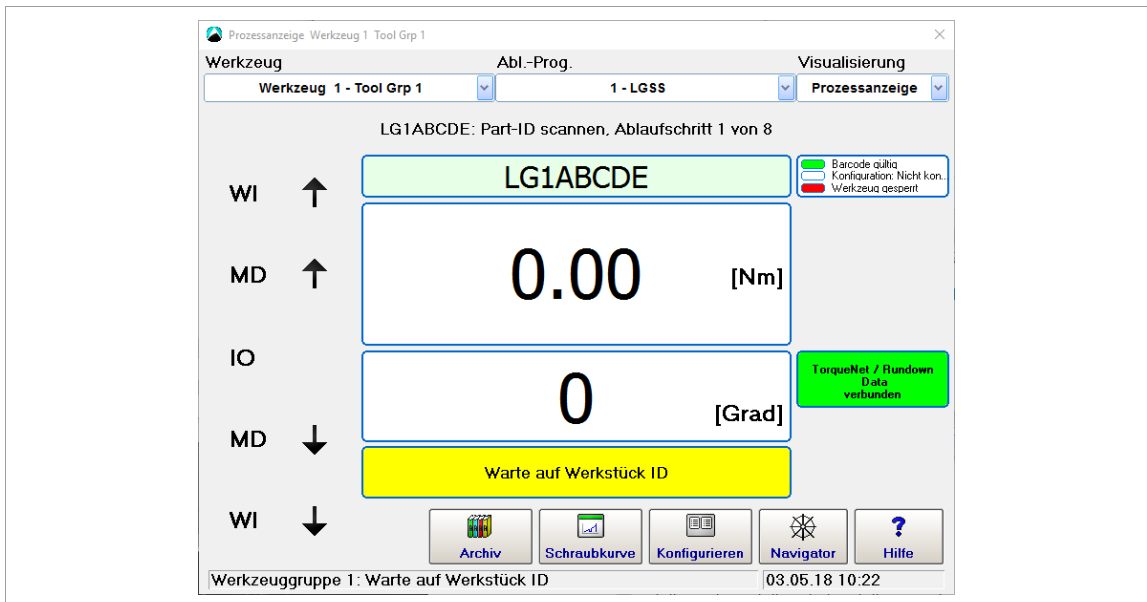 Prozessanzeige Werkzeug 1 Tool Grp 1
Werkzeug Abl.-Prog. Visualisierung
Werkzeug 1 - Tool Grp 1 1 - LGSS Prozessanzeige
LG1ABCDE: Part-ID scannen, Ablaufschritt 1 von 8
LG1ABCDE
Barcode gültig
Konfiguration: Nicht kon...
Werkzeug gesperrt
WI
MD
0.00 [Nm]
IO
TorqueNet / Rundown
Data
verbunden
0 [Grad]
MD
Warte auf Werkstück ID
WI
Archiv Schraubkurve Konfigurieren Navigator Hilfe
Werkzeuggruppe 1: Warte auf Werkstück ID 03.05.18 10:22